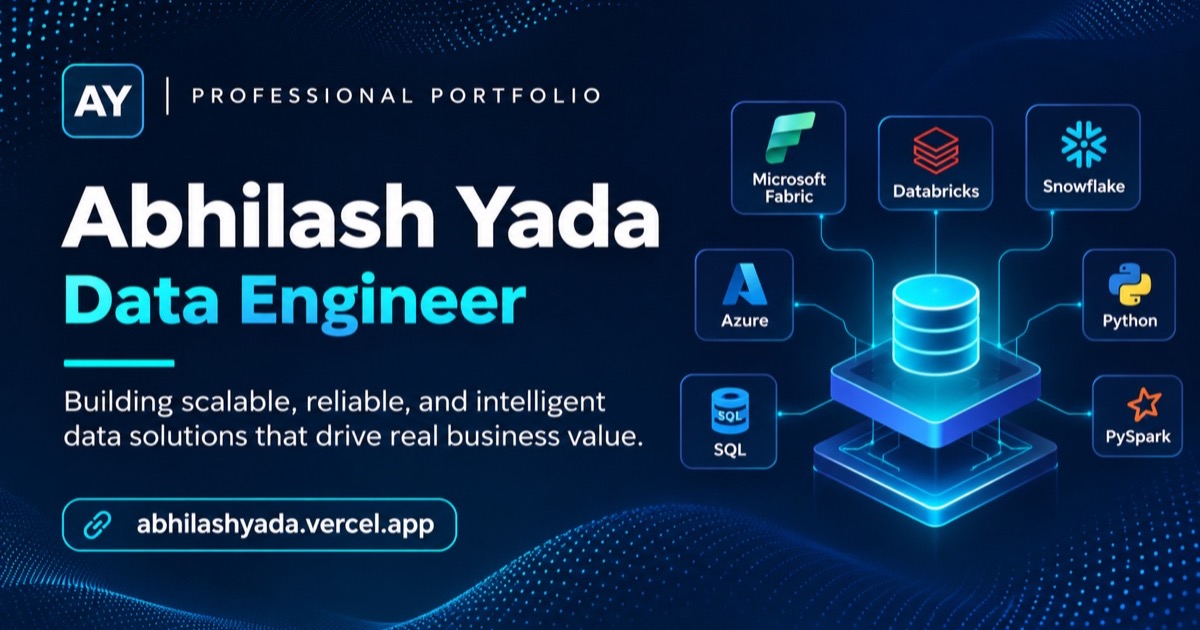 AY
PROFESSIONAL PORTFOLIO
Abhilash Yada
Data Engineer
Building scalable, reliable, and intelligent
data solutions that drive real business value.
abhilashyada.vercel.app
Microsoft
Fabric
Databricks
Snowflake
Azure
Python
SQL
SQL
PySpark